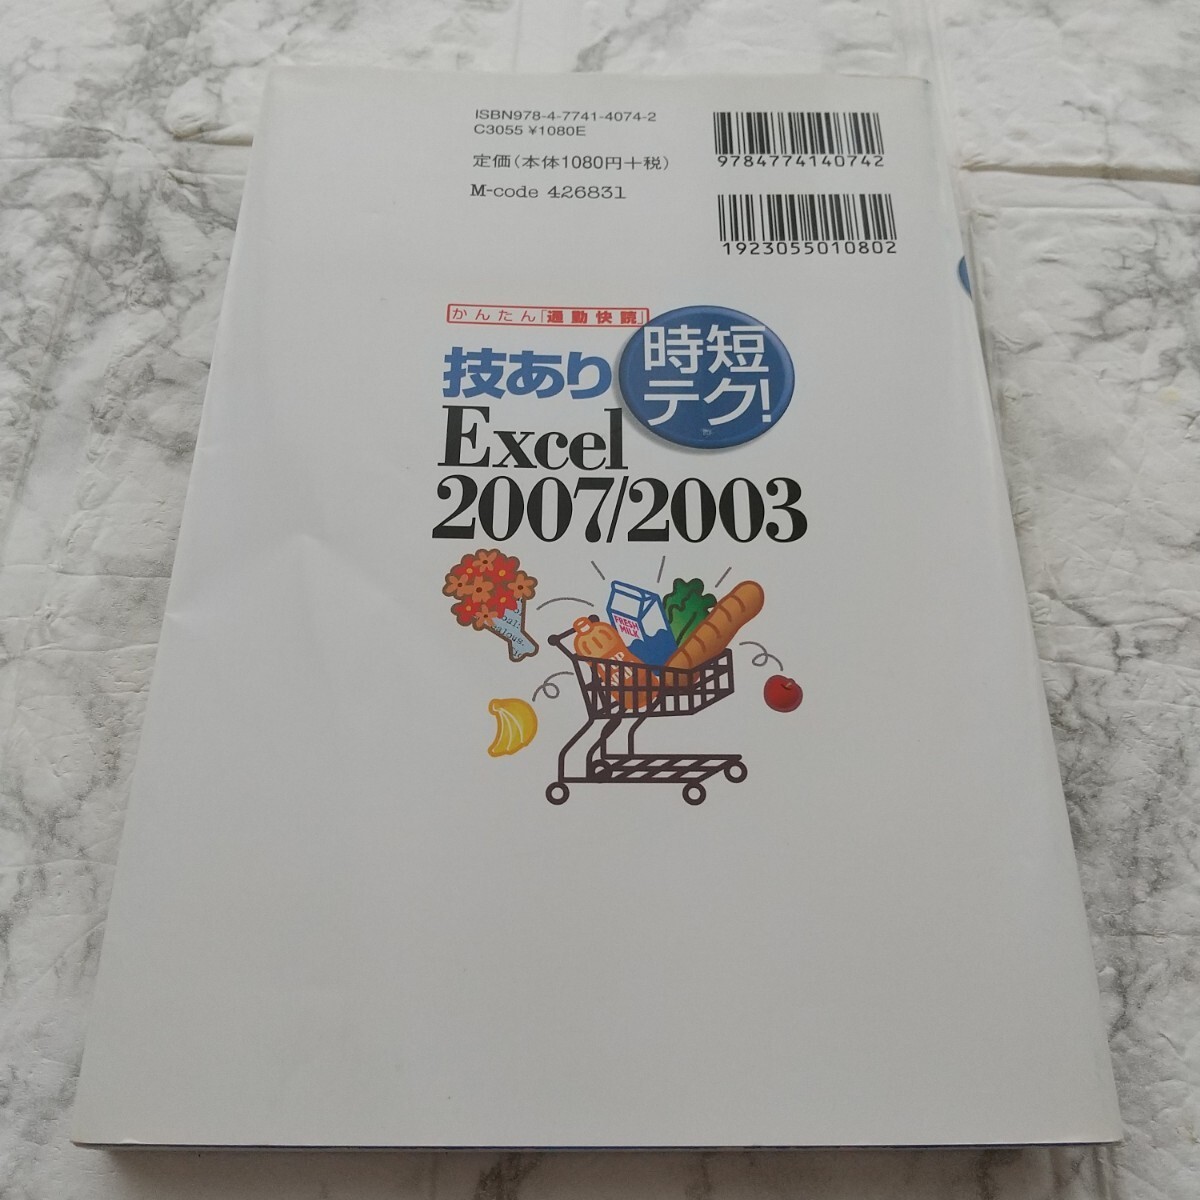 ISBN978-4-7741-4074-2
C3055 ¥1080E
定価(本体1080円+税)
M-code 426831
9784774140742
1923055010802
かんたん「通勤快読」
技あり
時短
テク!
Excel
2007/2003
FRESH
MILK